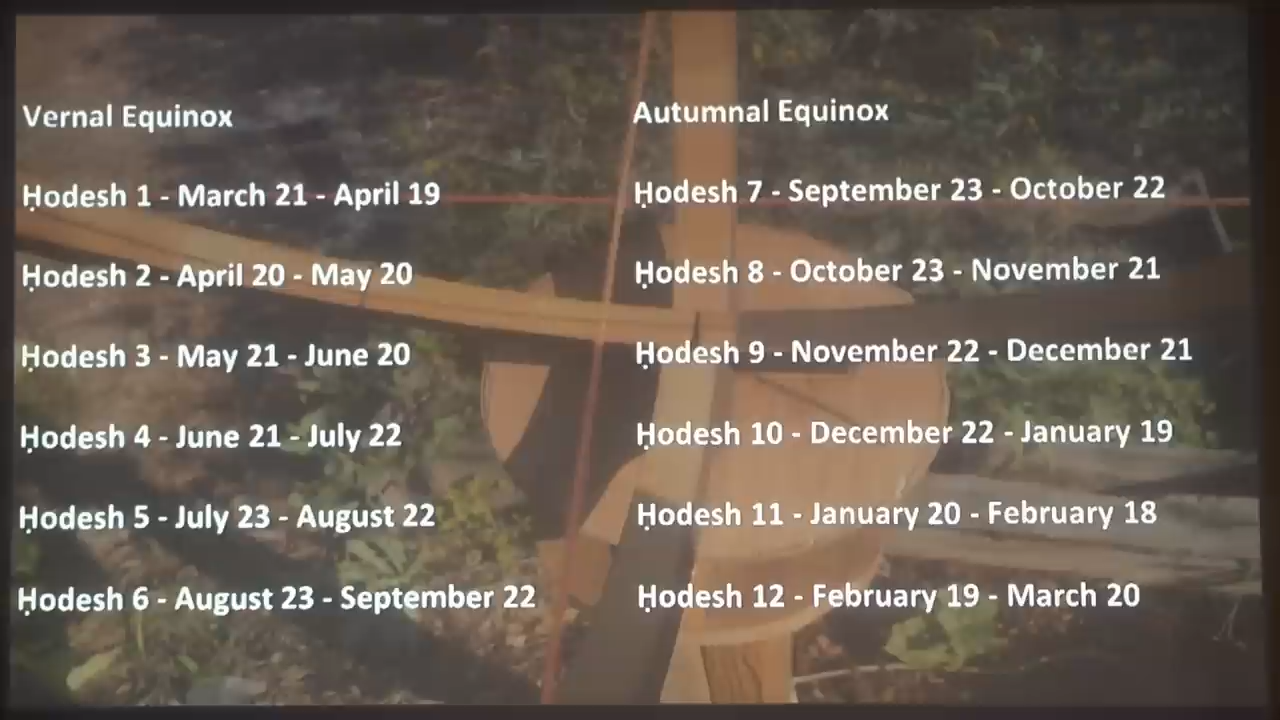 Vernal Equinox
Ḥodesh 1 - March 21 - April 19
Ḥodesh 2 - April 20 - May 20
Ḥodesh 3 - May 21 - June 20
Ḥodesh 4 - June 21 - July 22
Ḥodesh 5 - July 23 - August 22
Ḥodesh 6 - August 23 - September 22
Autumnal Equinox
Ḥodesh 7 - September 23 - October 22
Ḥodesh 8 - October 23 - November 21
Ḥodesh 9 - November 22 - December 21
Ḥodesh 10 - December 22 - January 19
Ḥodesh 11 - January 20 - February 18
Ḥodesh 12 - February 19 - March 20